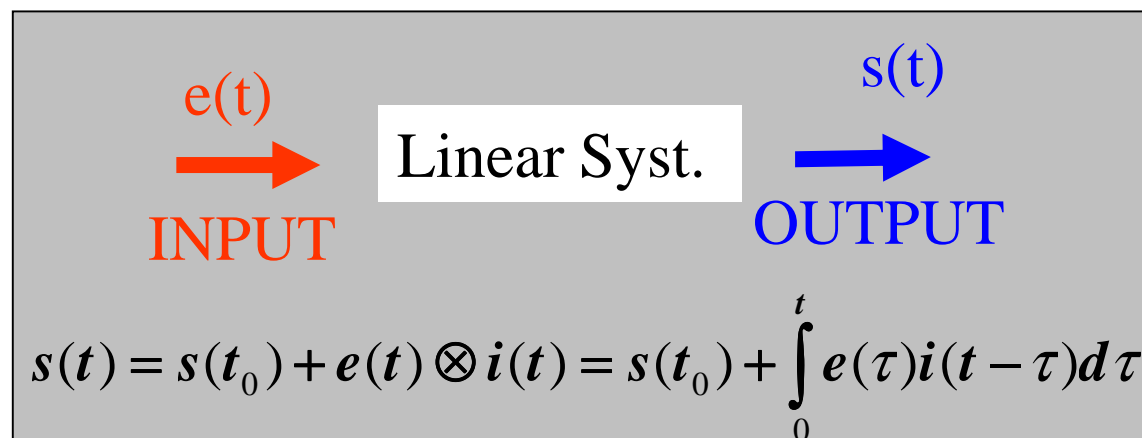 e(t)
s(t)
Linear Syst.
INPUT
OUTPUT
s(t) = s(t₀) + e(t) ⊗ i(t) = s(t₀) + ∫₀ᵗ e(τ)i(t − τ)dτ